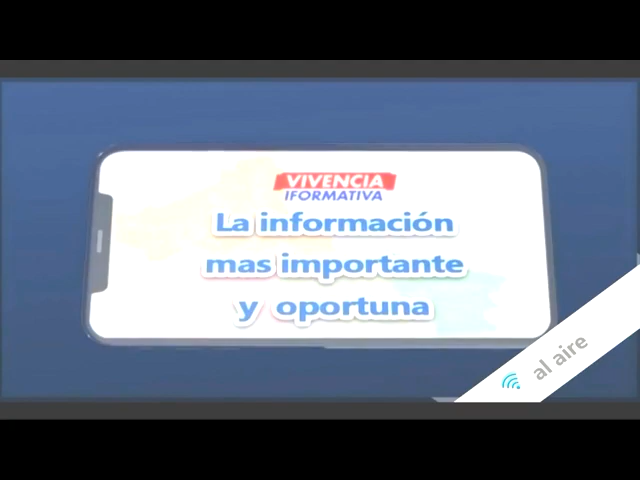 VIVENCIA
IFORMATIVA
La información
mas importante
y oportuna
al aire